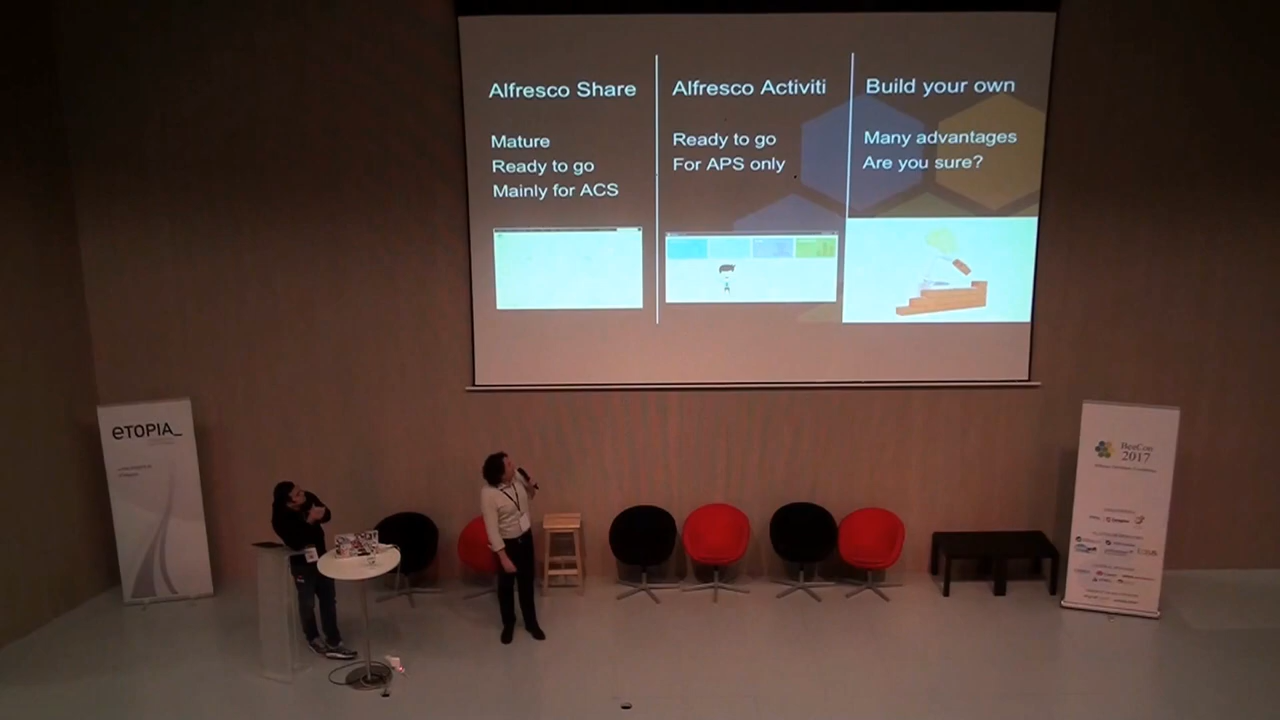 Alfresco Share
Mature
Ready to go
Mainly for ACS
Alfresco Activiti
Ready to go
For APS only
Build your own
Many advantages
Are you sure?
eTOPIA_
BeeCon
2017